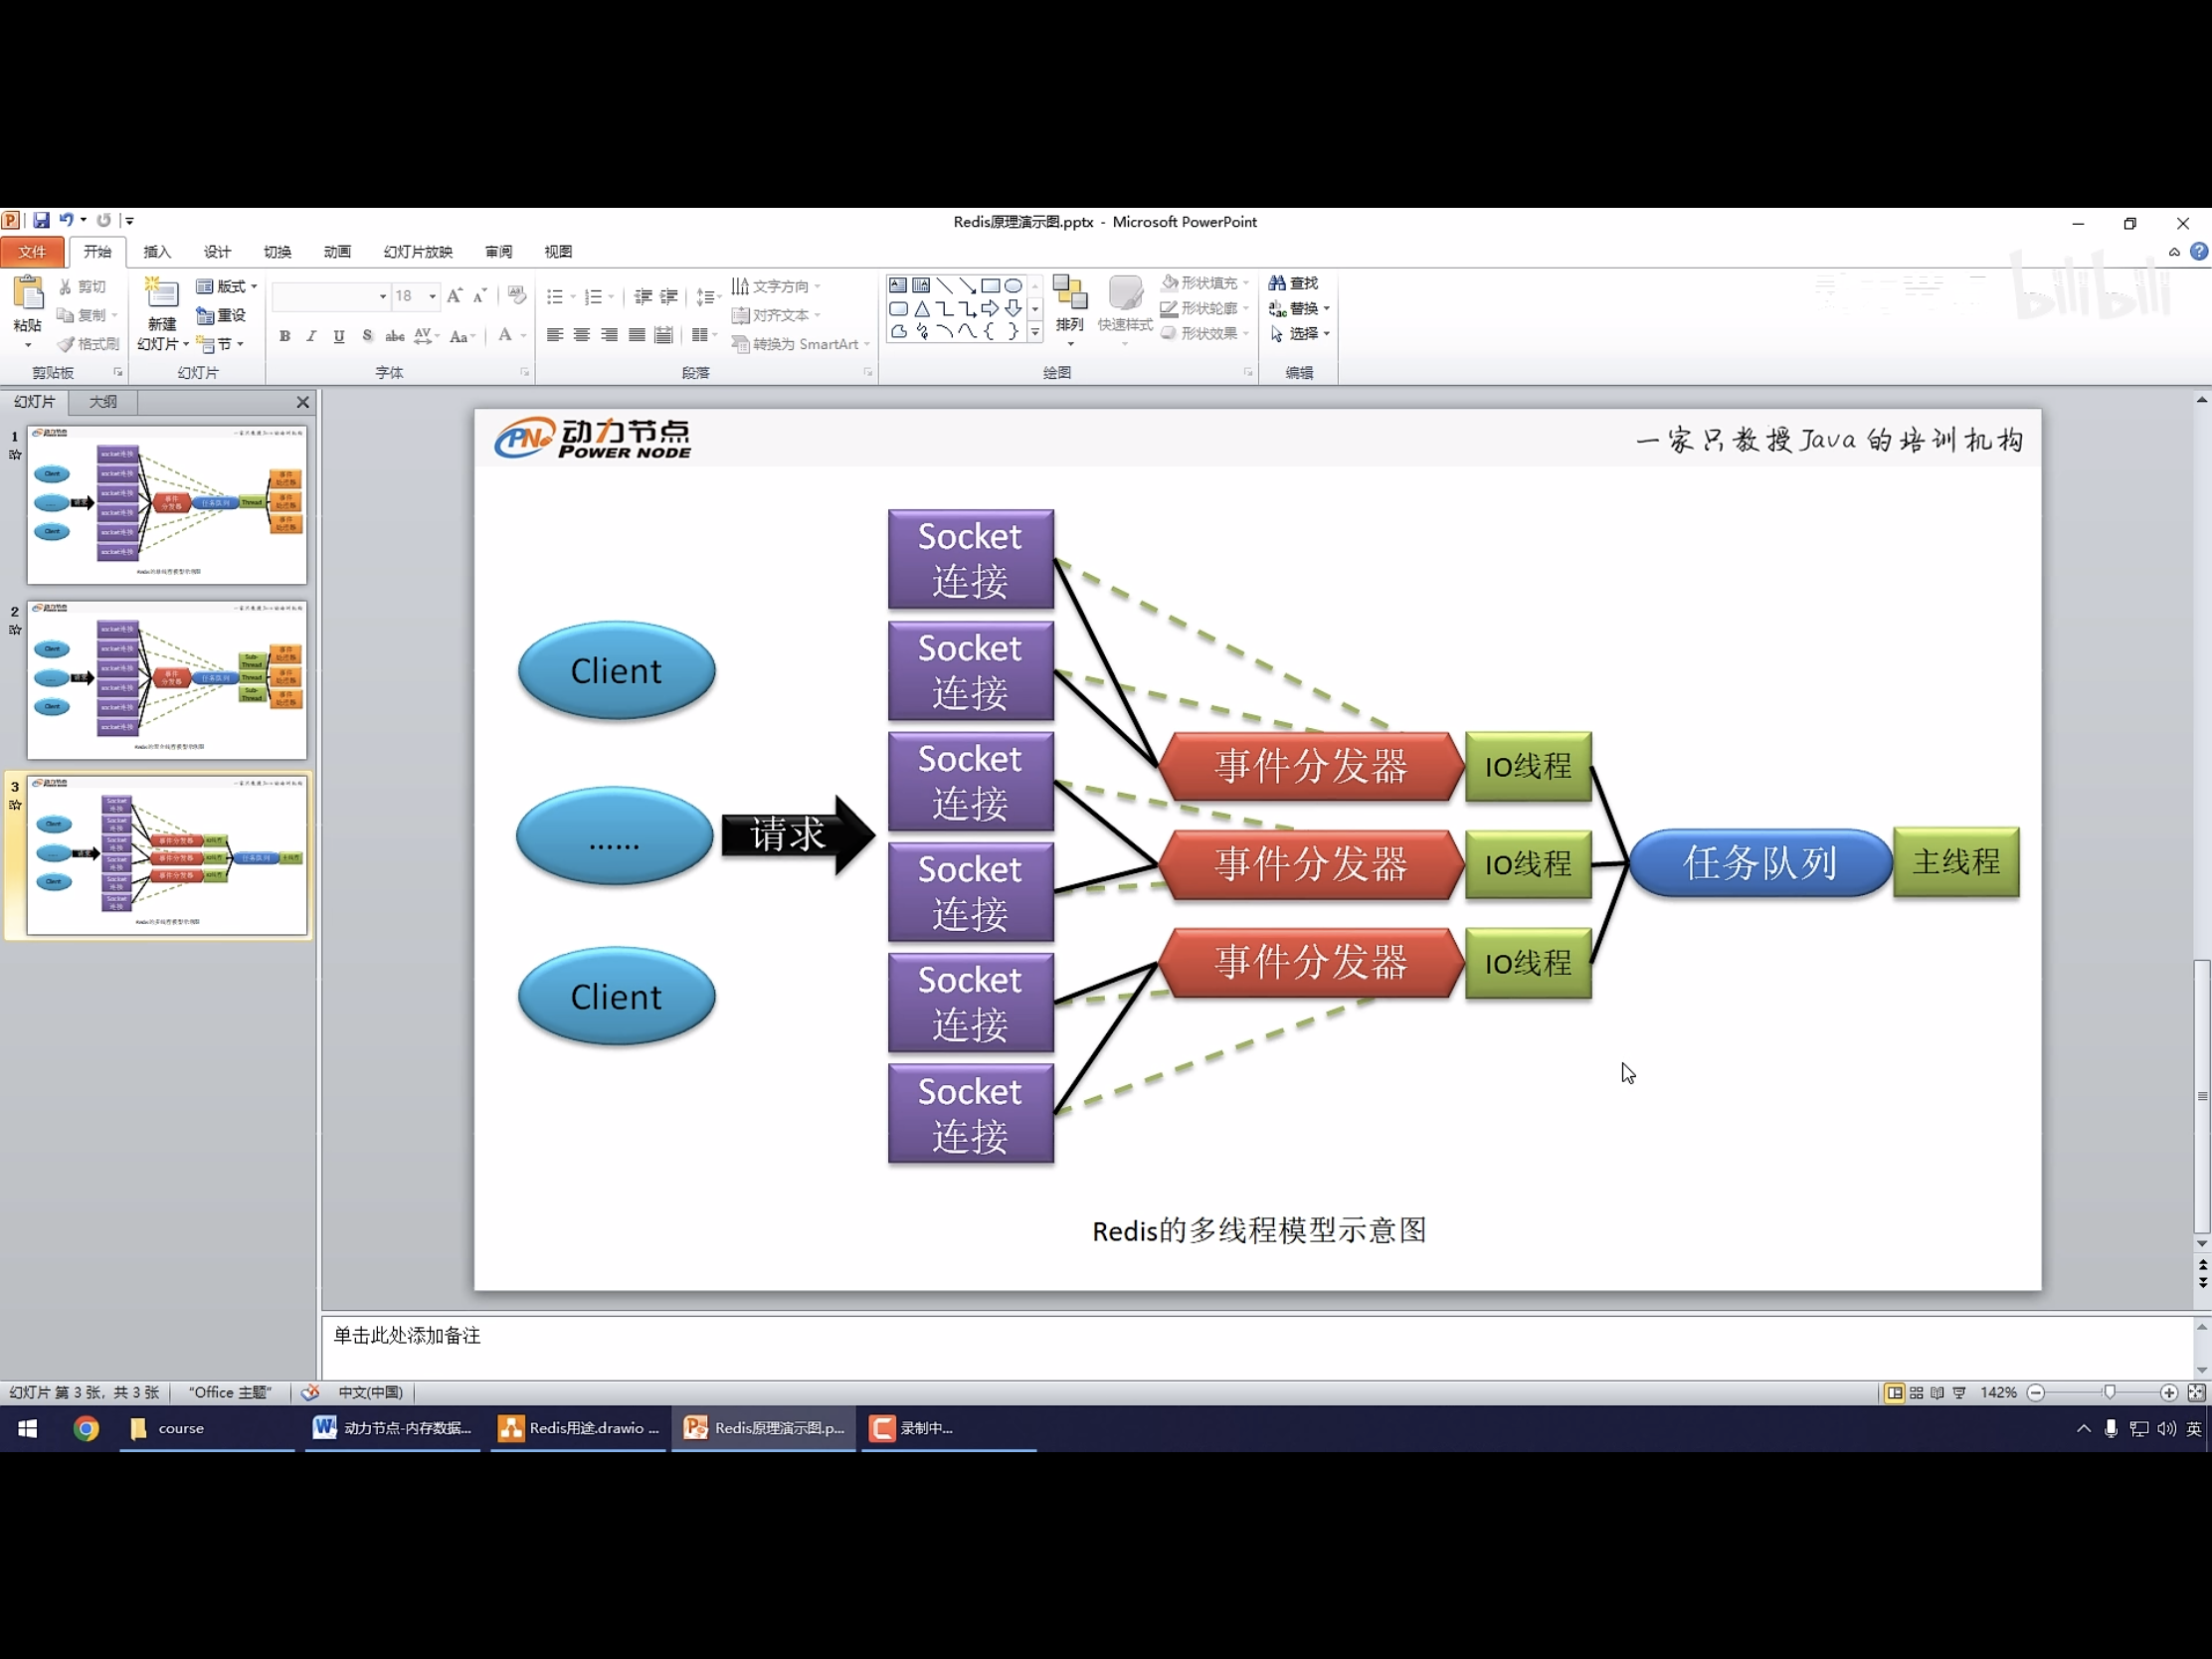 Redis原理演示图.pptx - Microsoft PowerPoint
文件 开始 插入 设计 切换 动画 幻灯片放映 审阅 视图
bilibili
粘贴
剪切
复制
格式刷
剪贴板
新建
幻灯片
版式
重设
节
幻灯片
18
B I U S abc AV Aa A
字体
文字方向
对齐文本
转换为 SmartArt
段落
排列
快速样式
形状填充
形状轮廓
形状效果
绘图
查找
替换
选择
编辑
幻灯片 大纲
1
2
3
动力节点
POWER NODE
一家只教授Java的培训机构
Client
......
Client
请求
Socket
连接
Socket
连接
Socket
连接
Socket
连接
Socket
连接
Socket
连接
事件分发器 IO线程
事件分发器 IO线程
事件分发器 IO线程
任务队列 主线程
Redis的多线程模型示意图
单击此处添加备注
幻灯片 第 3 张，共 3 张 "Office 主题" 中文(中国) 142%
course 动力节点-内存数据... Redis用途.drawio ... Redis原理演示图.p... 录制中... 英